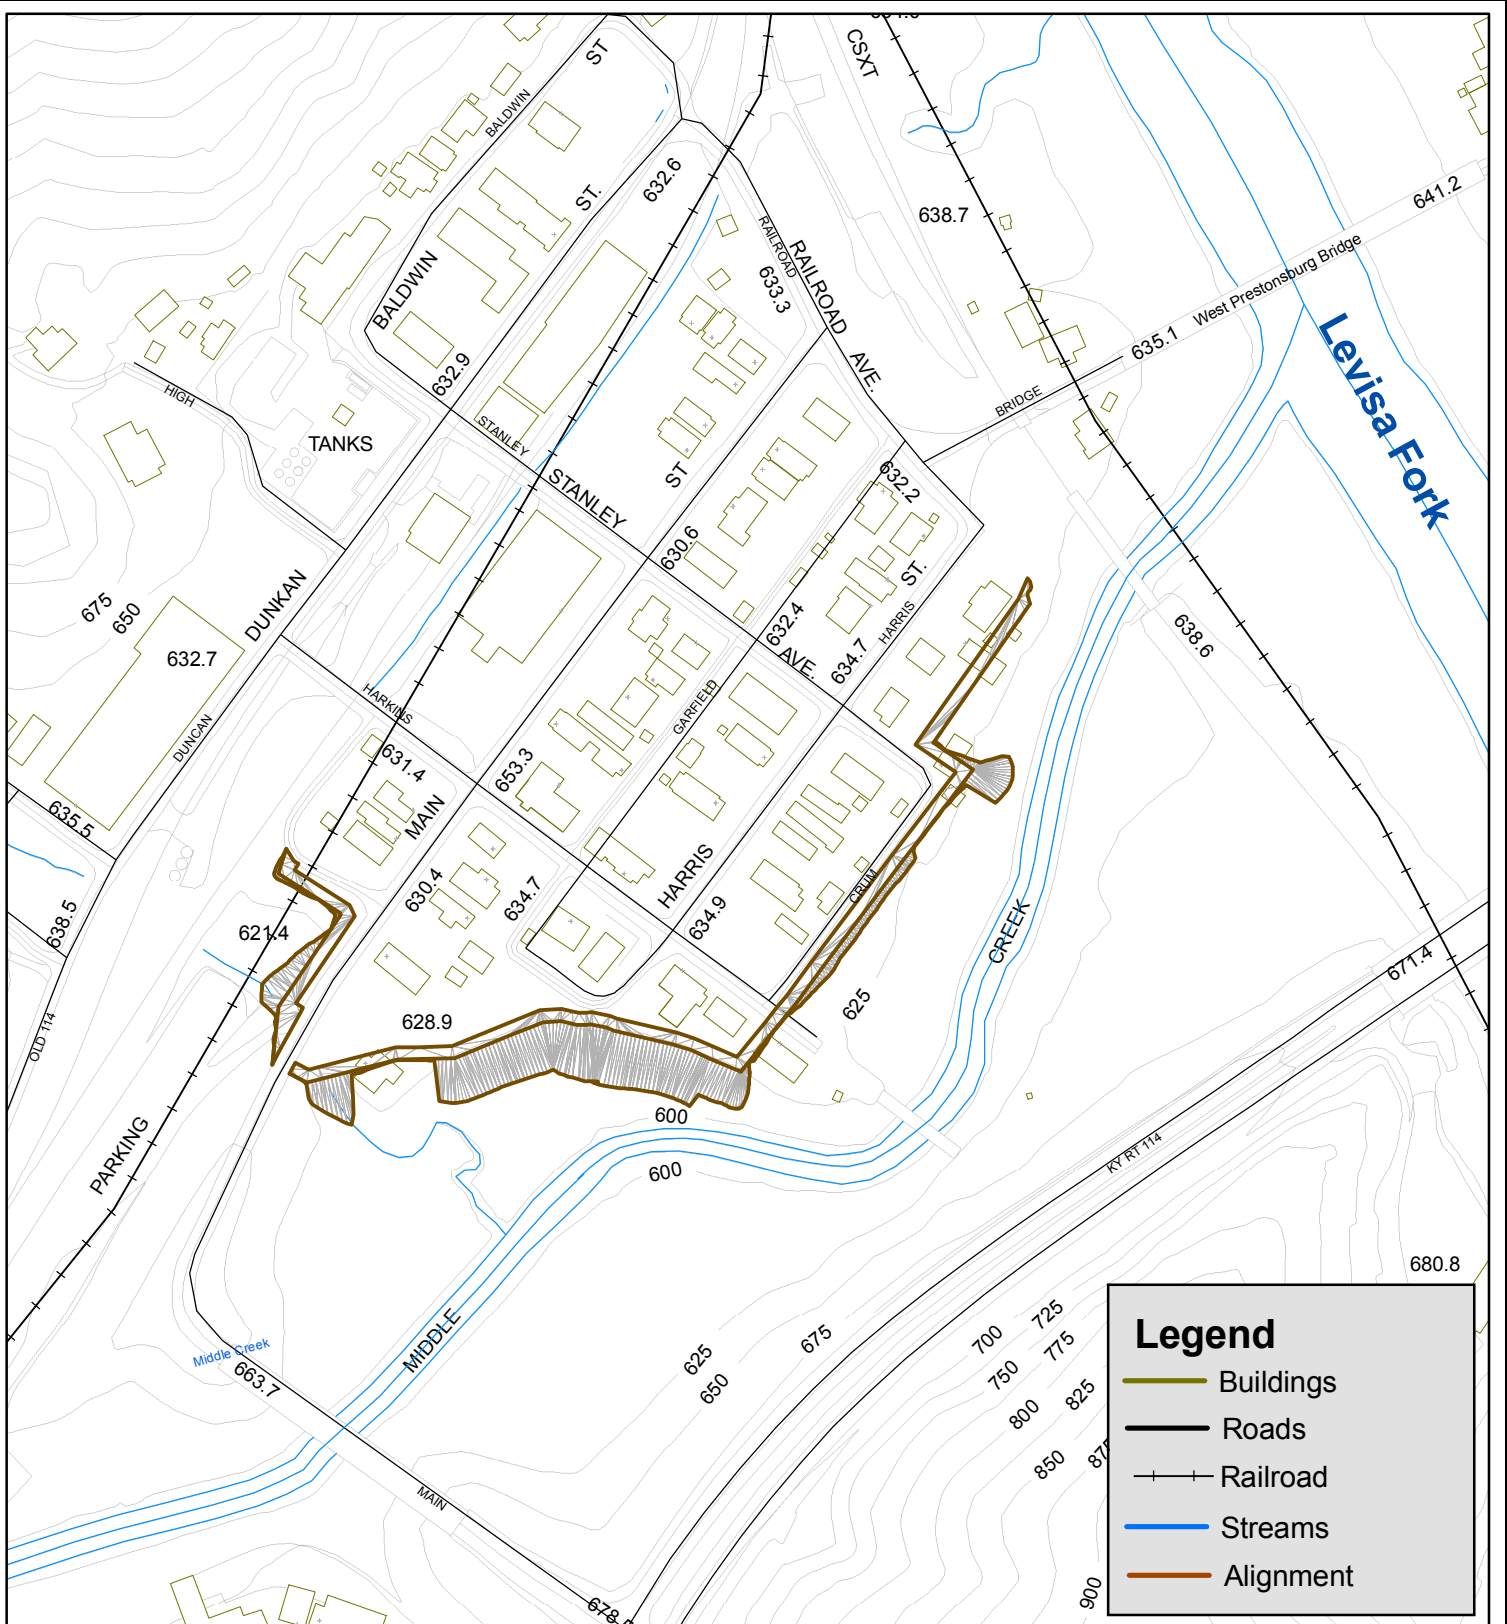 CSXT
ST
BALDWIN
ST.
632.6
638.7
641.2
West Prestonsburg Bridge
635.1
RAILROAD
RAILROAD
633.3
AVE.
BALDWIN
632.9
Levisa Fork
BRIDGE
HIGH
TANKS
STANLEY
STANLEY
ST
632.2
630.6
ST.
HARRIS
675
650
DUNKAN
632.7
DUNCAN
632.4
AVE.
634.7
638.6
GARFIELD
HARKINS
631.4
653.3
MAIN
635.5
HARRIS
CRUM
630.4
634.7
634.9
638.5
621.4
CREEK
671.4
625
628.9
OLD 114
600
600
KY RT 114
PARKING
680.8
MIDDLE
Middle Creek
663.7
625
650
675
700
725
750
775
800
825
850
900
MAIN
Legend
Buildings
Roads
Railroad
Streams
Alignment